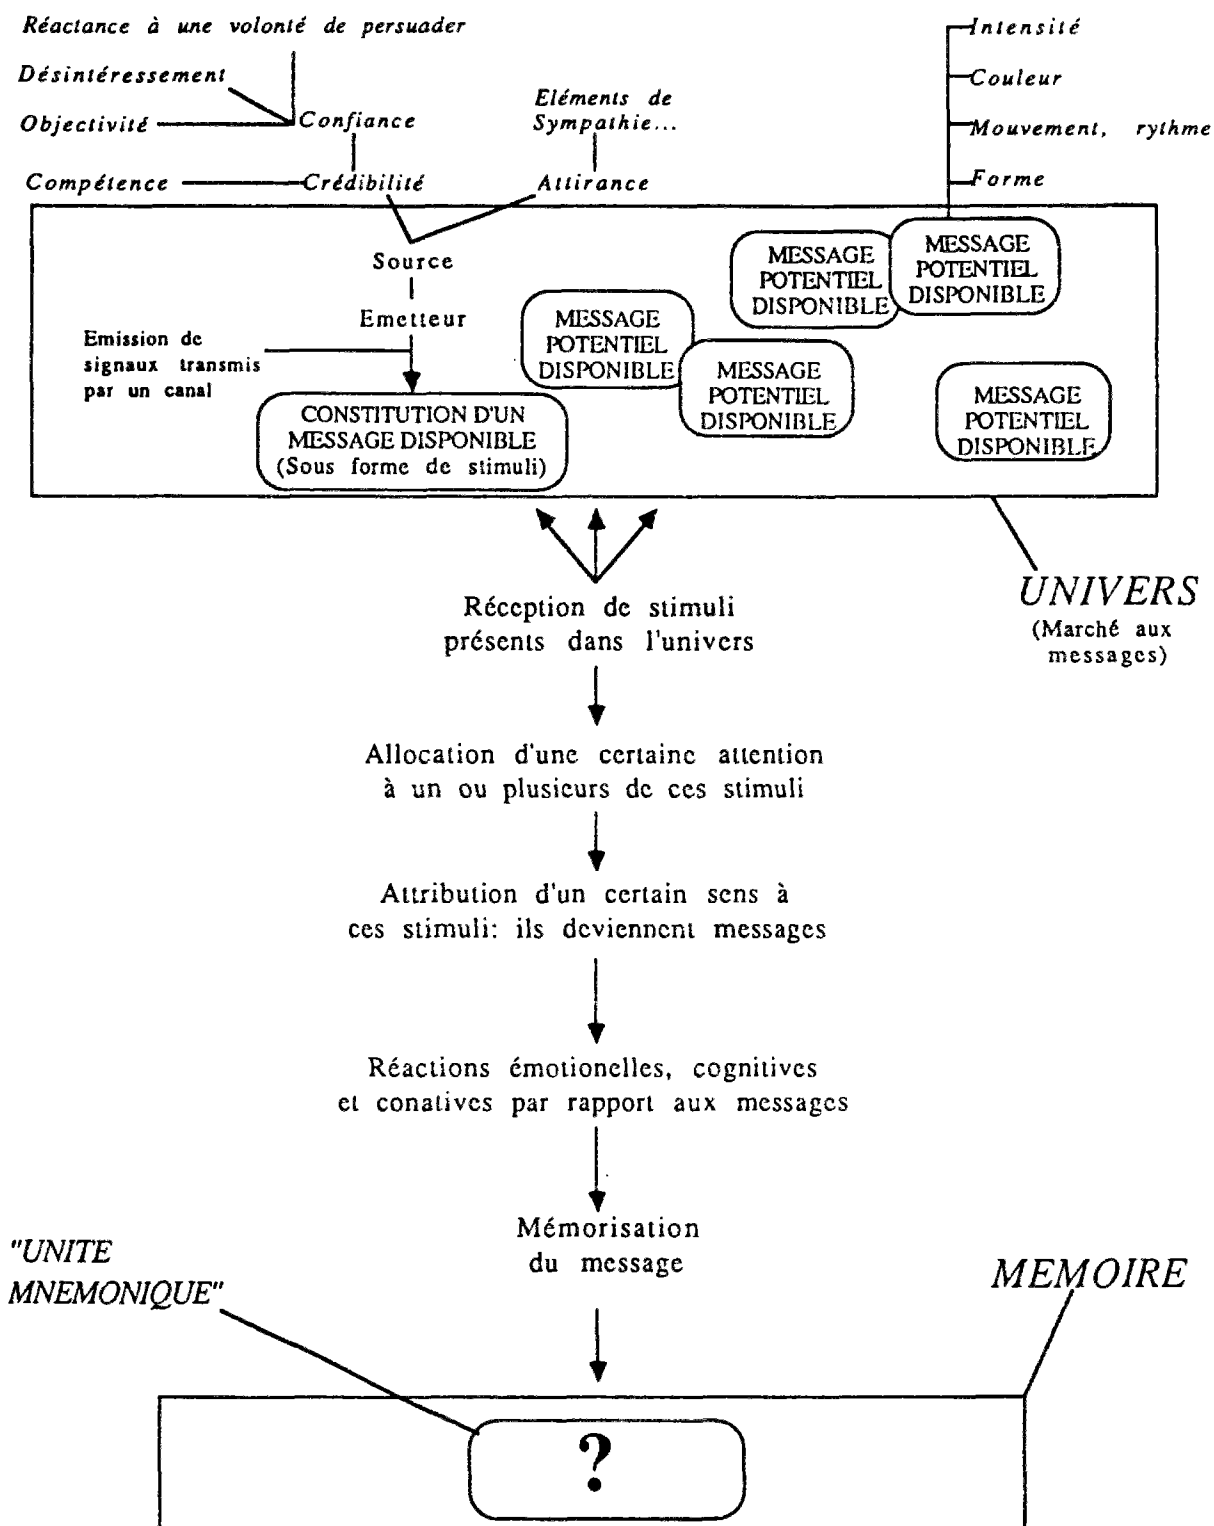 Réactance à une volonté de persuader
Désintéressement
Objectivité
Confiance
Compétence
Crédibilité
Eléments de
Sympathie...
Attirance
Intensité
Couleur
Mouvement, rythme
Forme
Source
Emetteur
Emission de
signaux transmis
par un canal
CONSTITUTION D'UN
MESSAGE DISPONIBLE
(Sous forme de stimuli)
MESSAGE
POTENTIEL
DISPONIBLE
MESSAGE
POTENTIEL
DISPONIBLE
MESSAGE
POTENTIEL
DISPONIBLE
MESSAGE
POTENTIEL
DISPONIBLE
MESSAGE
POTENTIEL
DISPONIBLE
UNIVERS
(Marché aux
messages)
Réception de stimuli
présents dans l'univers
Allocation d'une certaine attention
à un ou plusieurs de ces stimuli
Attribution d'un certain sens à
ces stimuli: ils deviennent messages
Réactions émotionelles, cognitives
et conatives par rapport aux messages
Mémorisation
du message
"UNITE
MNEMONIQUE"
MEMOIRE
?